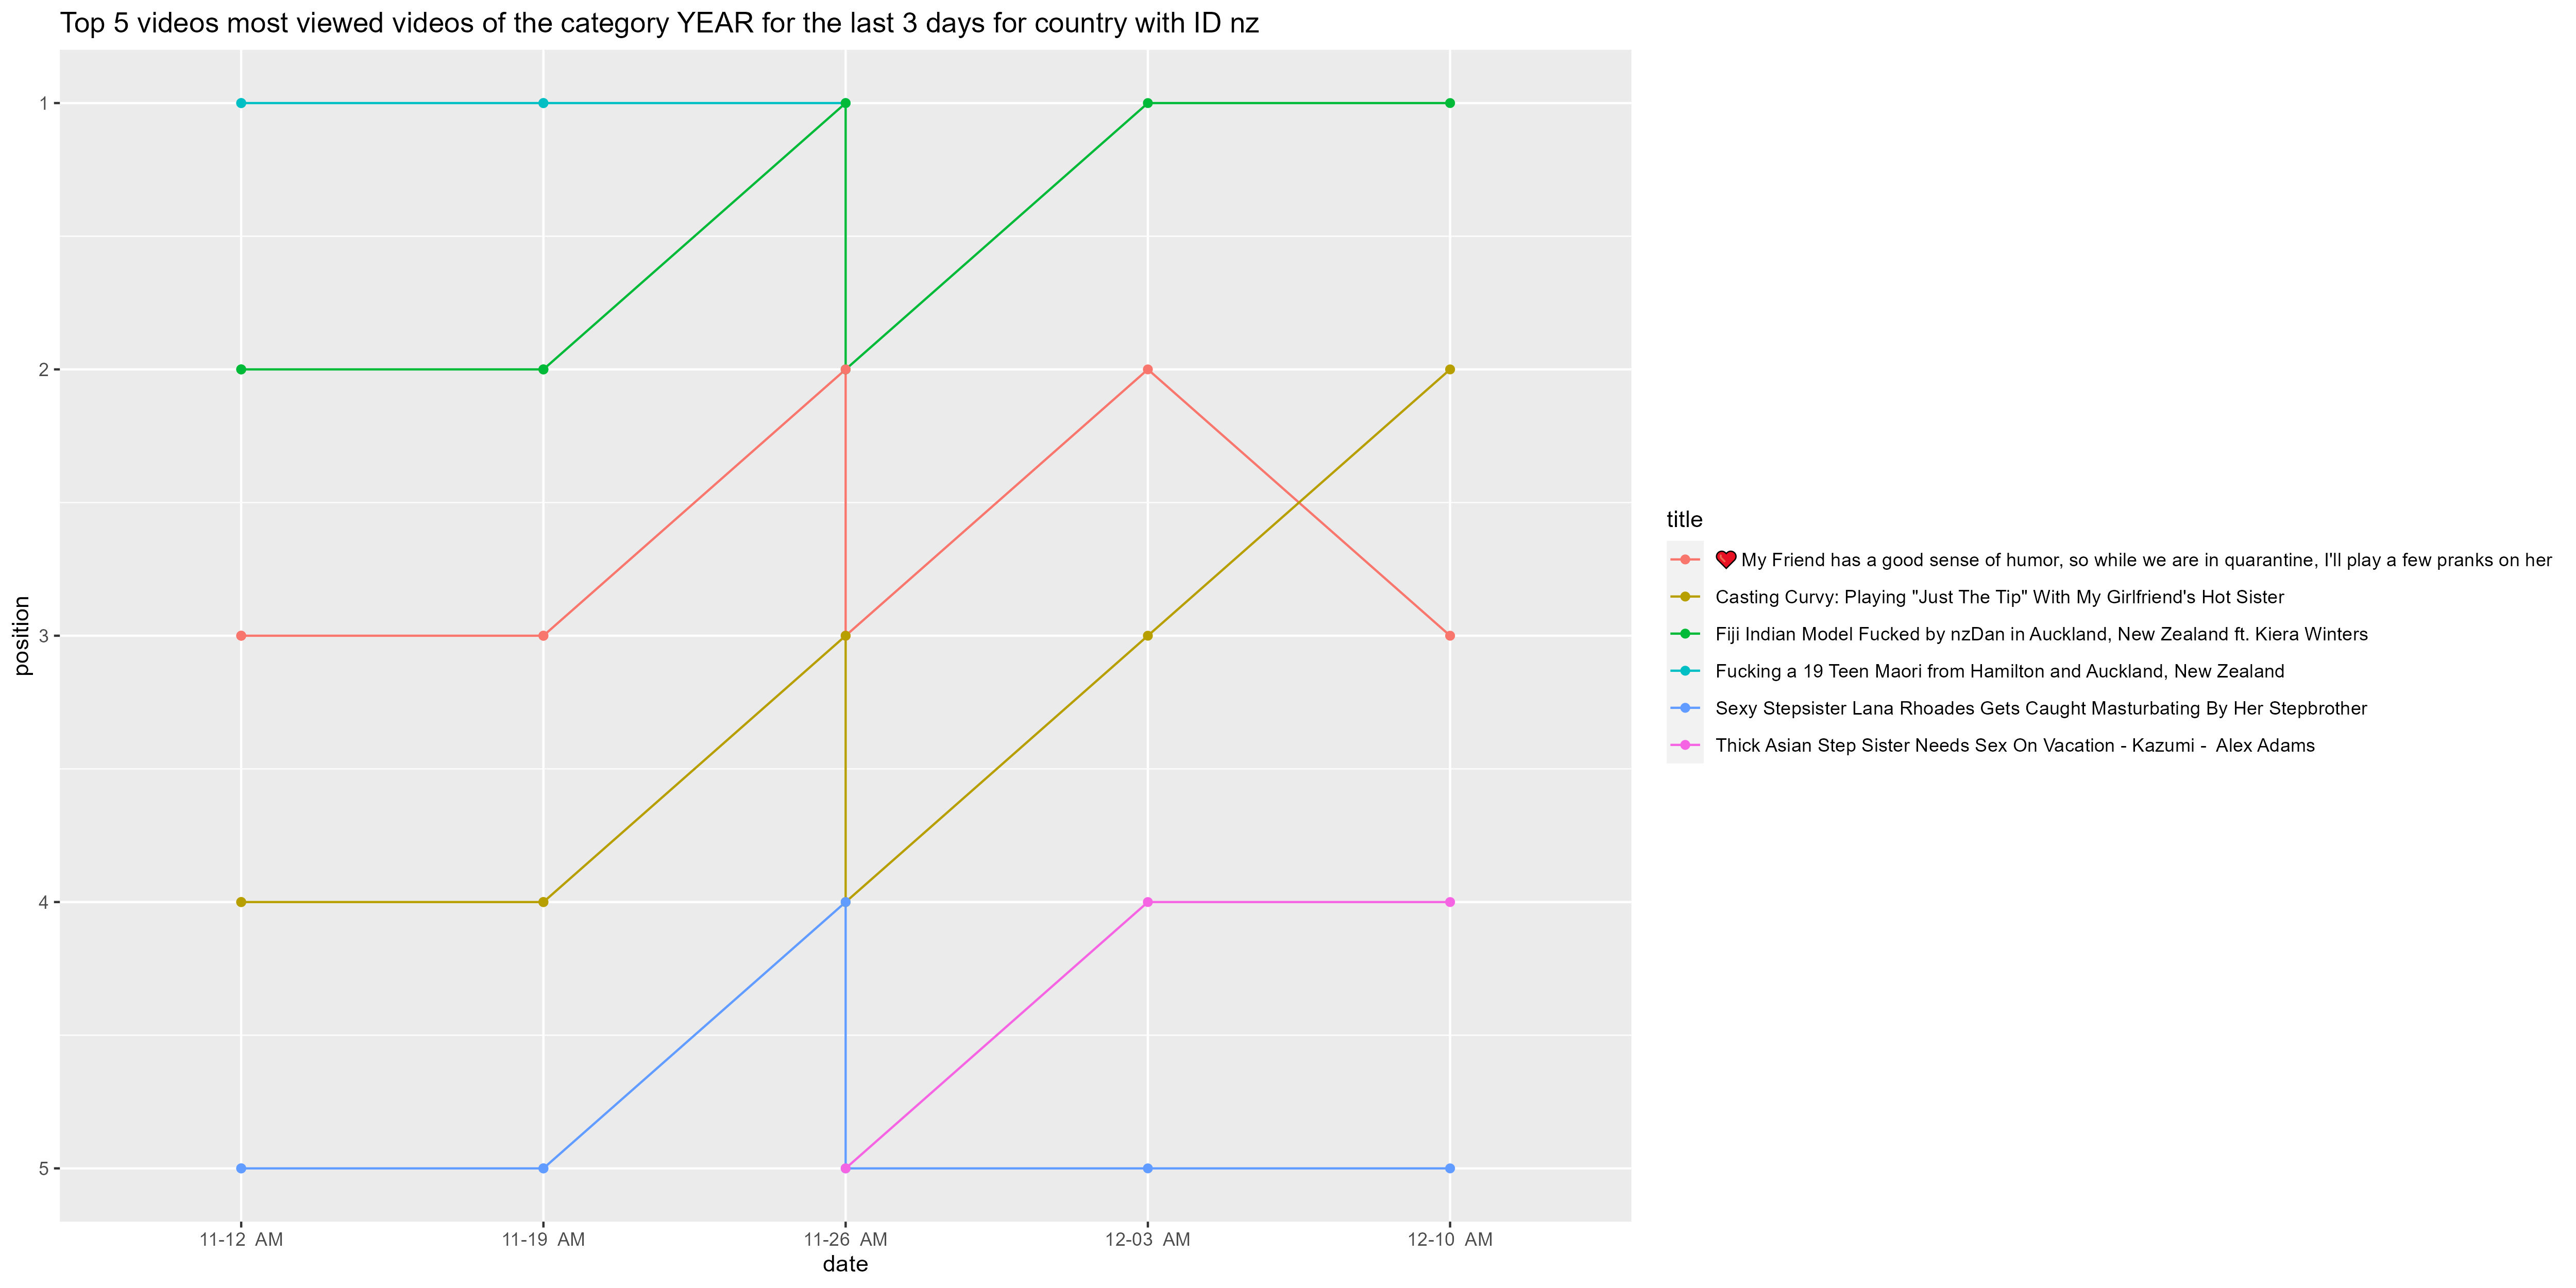 Top 5 videos most viewed videos of the category YEAR for the last 3 days for country with ID nz
position
1
2
3
4
5
11-12 AM
11-19 AM
11-26 AM
12-03 AM
12-10 AM
date
title
❤️ My Friend has a good sense of humor, so while we are in quarantine, I'll play a few pranks on her
Casting Curvy: Playing "Just The Tip" With My Girlfriend's Hot Sister
Fiji Indian Model Fucked by nzDan in Auckland, New Zealand ft. Kiera Winters
Fucking a 19 Teen Maori from Hamilton and Auckland, New Zealand
Sexy Stepsister Lana Rhoades Gets Caught Masturbating By Her Stepbrother
Thick Asian Step Sister Needs Sex On Vacation - Kazumi -  Alex Adams